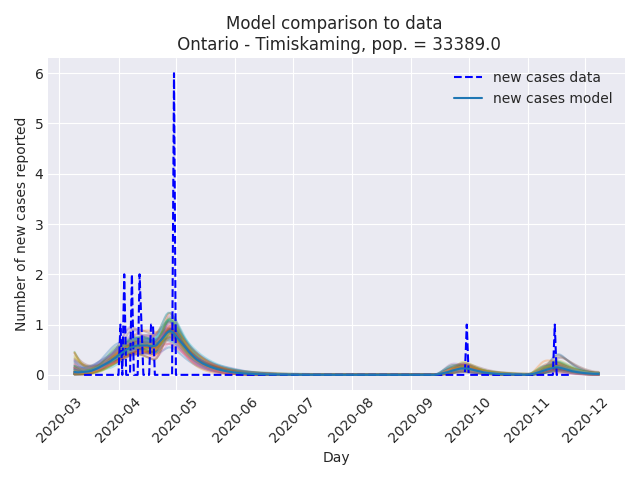 Model comparison to data
Ontario - Timiskaming, pop. = 33389.0
new cases data
new cases model
Number of new cases reported
6
5
4
3
2
1
0
2020-03
2020-04
2020-05
2020-06
2020-07
2020-08
2020-09
2020-10
2020-11
2020-12
Day